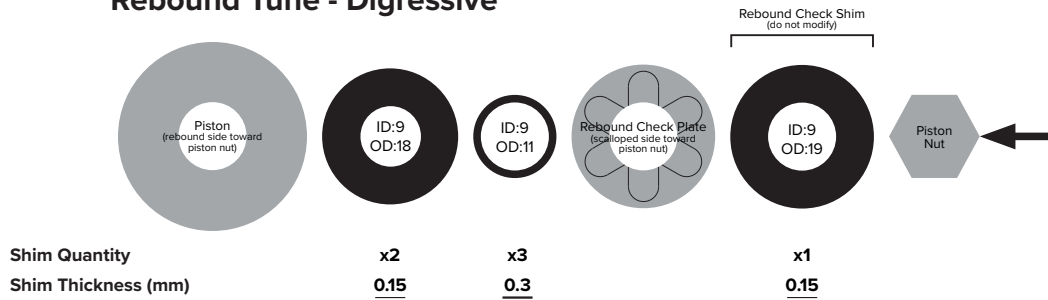 Rebound Tune - Digressive
Rebound Check Shim
(do not modify)
Piston
(rebound side toward
piston nut)
ID:9
OD:18
ID:9
OD:11
Rebound Check Plate
(scalloped side toward
piston nut)
ID:9
OD:19
Piston
Nut
Shim Quantity x2 x3 x1
Shim Thickness (mm) 0.15 0.3 0.15